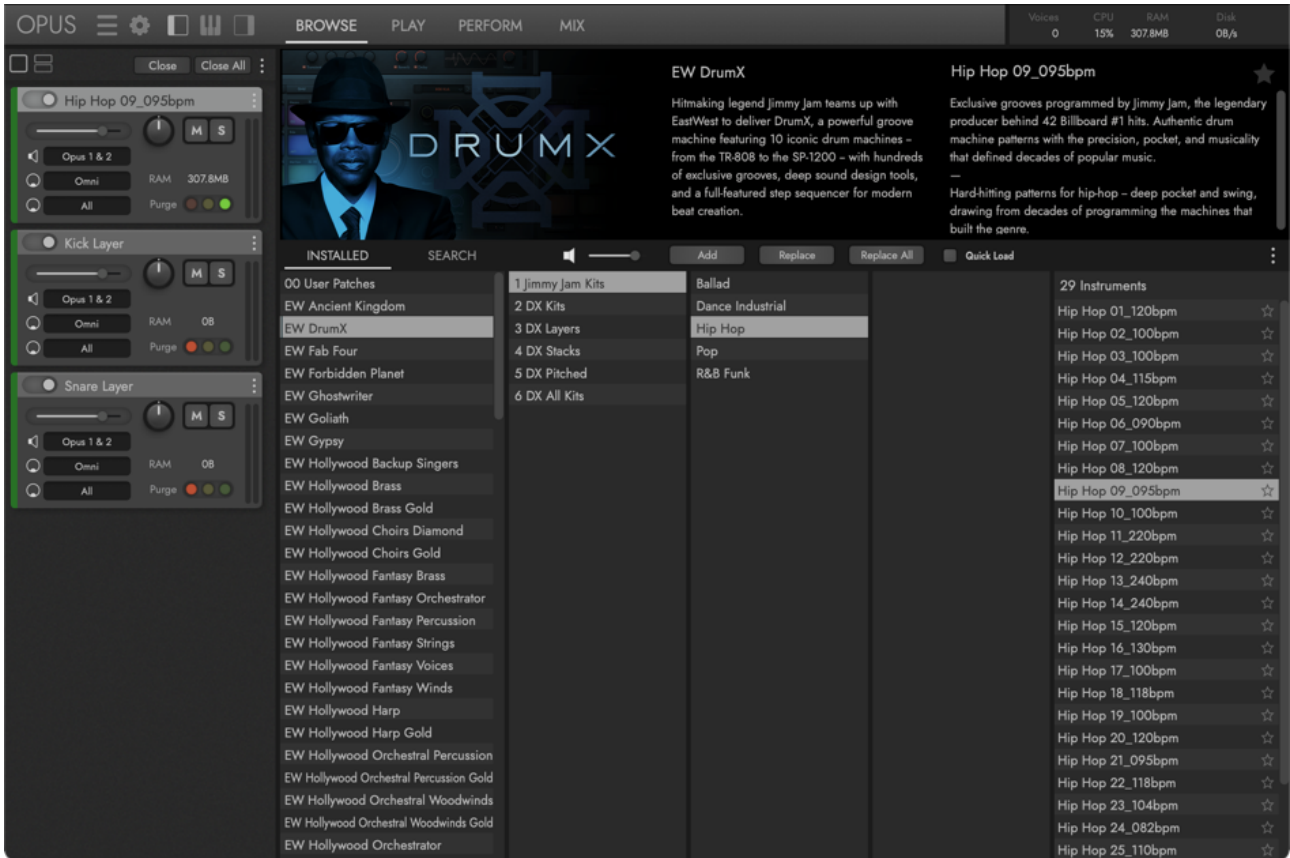 OPUS
BROWSE PLAY PERFORM MIX
Voices CPU RAM Disk
0 15% 307.8MB 0B/s
Close Close All
Hip Hop 09_095bpm
M S
Opus 1 & 2
Omni RAM 307.8MB
All Purge
Kick Layer
M S
Opus 1 & 2
Omni RAM 0B
All Purge
Snare Layer
M S
Opus 1 & 2
Omni RAM 0B
All Purge
DRUMX
EW DrumX
Hitmaking legend Jimmy Jam teams up with
EastWest to deliver DrumX, a powerful groove
machine featuring 10 iconic drum machines –
from the TR-808 to the SP-1200 – with hundreds
of exclusive grooves, deep sound design tools,
and a full-featured step sequencer for modern
beat creation.
Hip Hop 09_095bpm
Exclusive grooves programmed by Jimmy Jam, the legendary
producer behind 42 Billboard #1 hits. Authentic drum
machine patterns with the precision, pocket, and musicality
that defined decades of popular music.
—
Hard-hitting patterns for hip-hop – deep pocket and swing,
drawing from decades of programming the machines that
built the genre.
INSTALLED SEARCH
Add Replace Replace All Quick Load
00 User Patches
EW Ancient Kingdom
EW DrumX
EW Fab Four
EW Forbidden Planet
EW Ghostwriter
EW Goliath
EW Gypsy
EW Hollywood Backup Singers
EW Hollywood Brass
EW Hollywood Brass Gold
EW Hollywood Choirs Diamond
EW Hollywood Choirs Gold
EW Hollywood Fantasy Brass
EW Hollywood Fantasy Orchestrator
EW Hollywood Fantasy Percussion
EW Hollywood Fantasy Strings
EW Hollywood Fantasy Voices
EW Hollywood Fantasy Winds
EW Hollywood Harp
EW Hollywood Harp Gold
EW Hollywood Orchestral Percussion
EW Hollywood Orchestral Percussion Gold
EW Hollywood Orchestral Woodwinds
EW Hollywood Orchestral Woodwinds Gold
EW Hollywood Orchestrator
1 Jimmy Jam Kits
2 DX Kits
3 DX Layers
4 DX Stacks
5 DX Pitched
6 DX All Kits
Ballad
Dance Industrial
Hip Hop
Pop
R&B Funk
29 Instruments
Hip Hop 01_120bpm
Hip Hop 02_100bpm
Hip Hop 03_100bpm
Hip Hop 04_115bpm
Hip Hop 05_120bpm
Hip Hop 06_090bpm
Hip Hop 07_100bpm
Hip Hop 08_120bpm
Hip Hop 09_095bpm
Hip Hop 10_100bpm
Hip Hop 11_220bpm
Hip Hop 12_220bpm
Hip Hop 13_240bpm
Hip Hop 14_240bpm
Hip Hop 15_120bpm
Hip Hop 16_130bpm
Hip Hop 17_100bpm
Hip Hop 18_118bpm
Hip Hop 19_100bpm
Hip Hop 20_120bpm
Hip Hop 21_095bpm
Hip Hop 22_118bpm
Hip Hop 23_104bpm
Hip Hop 24_082bpm
Hip Hop 25_110bpm